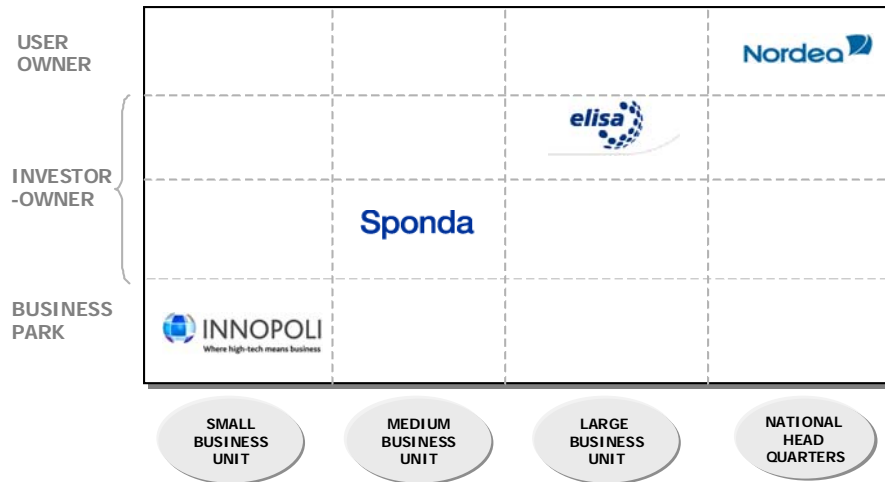 USER
OWNER
Nordea
elisa
INVESTOR
-OWNER
Sponda
BUSINESS
PARK
INNOPOLI
Where high-tech means business
SMALL
BUSINESS
UNIT
MEDIUM
BUSINESS
UNIT
LARGE
BUSINESS
UNIT
NATIONAL
HEAD
QUARTERS